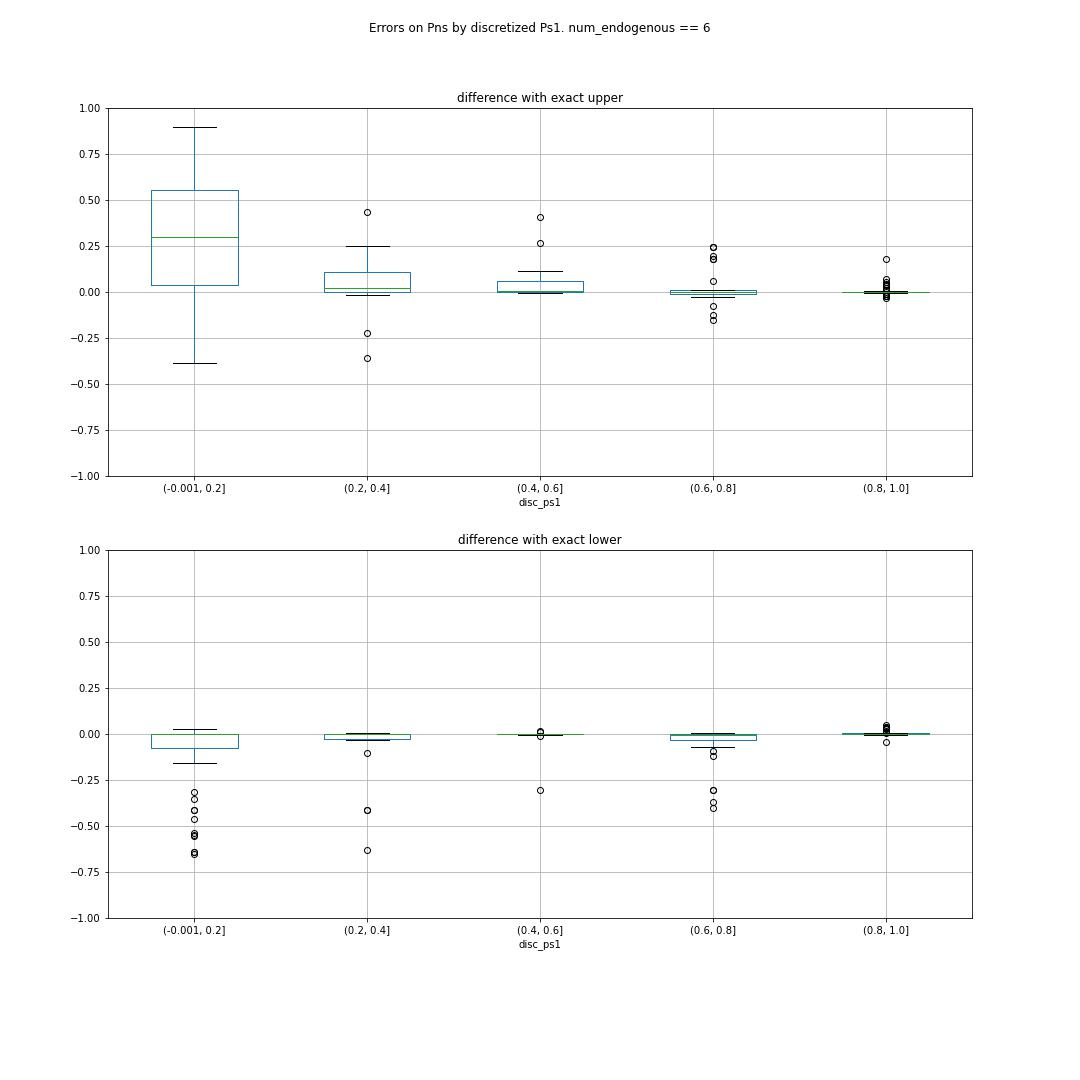 Errors on Pns by discretized Ps1. num_endogenous == 6
difference with exact upper
1.00
0.75
0.50
0.25
0.00
−0.25
−0.50
−0.75
−1.00
(-0.001, 0.2] (0.2, 0.4] (0.4, 0.6] (0.6, 0.8] (0.8, 1.0]
disc_ps1
difference with exact lower
1.00
0.75
0.50
0.25
0.00
−0.25
−0.50
−0.75
−1.00
(-0.001, 0.2] (0.2, 0.4] (0.4, 0.6] (0.6, 0.8] (0.8, 1.0]
disc_ps1